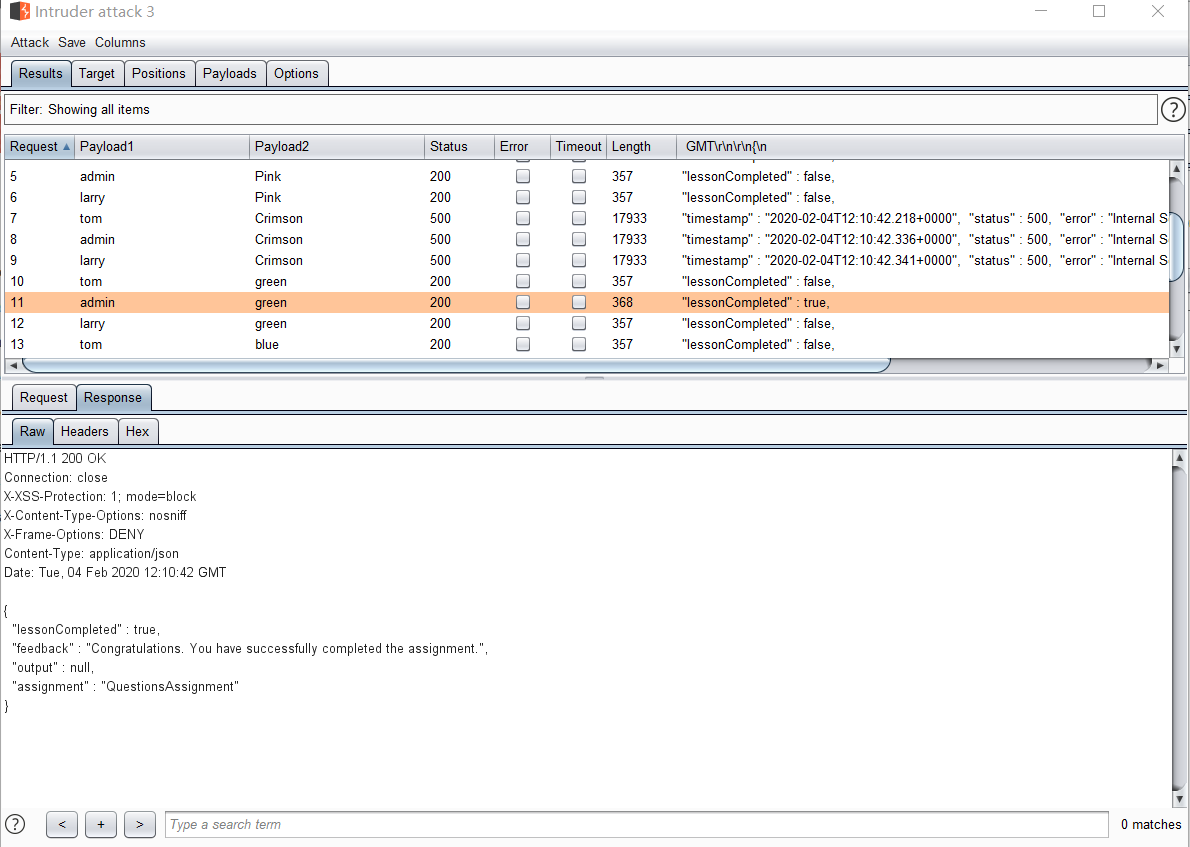 Intruder attack 3
Attack Save Columns
Results Target Positions Payloads Options
Filter: Showing all items
?
Request Payload1 Payload2 Status Error Timeout Length GMT\r\n\r\n{\n
5 admin Pink 200 357 "lessonCompleted" : false,
6 larry Pink 200 357 "lessonCompleted" : false,
7 tom Crimson 500 17933 "timestamp" : "2020-02-04T12:10:42.218+0000", "status" : 500, "error" : "Internal S
8 admin Crimson 500 17933 "timestamp" : "2020-02-04T12:10:42.336+0000", "status" : 500, "error" : "Internal S
9 larry Crimson 500 17933 "timestamp" : "2020-02-04T12:10:42.341+0000", "status" : 500, "error" : "Internal S
10 tom green 200 357 "lessonCompleted" : false,
11 admin green 200 368 "lessonCompleted" : true,
12 larry green 200 357 "lessonCompleted" : false,
13 tom blue 200 357 "lessonCompleted" : false,
Request Response
Raw Headers Hex
HTTP/1.1 200 OK
Connection: close
X-XSS-Protection: 1; mode=block
X-Content-Type-Options: nosniff
X-Frame-Options: DENY
Content-Type: application/json
Date: Tue, 04 Feb 2020 12:10:42 GMT
{
"lessonCompleted" : true,
"feedback" : "Congratulations. You have successfully completed the assignment.",
"output" : null,
"assignment" : "QuestionsAssignment"
}
? < + > Type a search term 0 matches